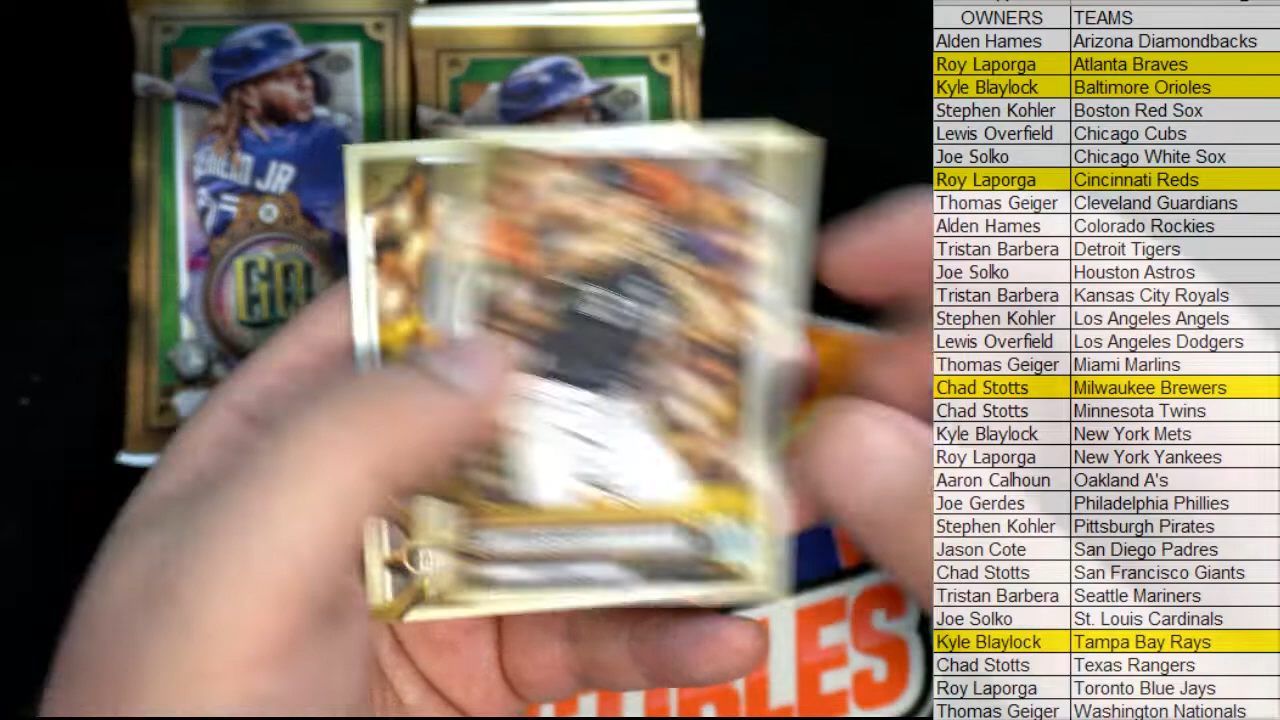 OWNERS TEAMS
Alden Hames Arizona Diamondbacks
Roy Laporga Atlanta Braves
Kyle Blaylock Baltimore Orioles
Stephen Kohler Boston Red Sox
Lewis Overfield Chicago Cubs
Joe Solko Chicago White Sox
Roy Laporga Cincinnati Reds
Thomas Geiger Cleveland Guardians
Alden Hames Colorado Rockies
Tristan Barbera Detroit Tigers
Joe Solko Houston Astros
Tristan Barbera Kansas City Royals
Stephen Kohler Los Angeles Angels
Lewis Overfield Los Angeles Dodgers
Thomas Geiger Miami Marlins
Chad Stotts Milwaukee Brewers
Chad Stotts Minnesota Twins
Kyle Blaylock New York Mets
Roy Laporga New York Yankees
Aaron Calhoun Oakland A's
Joe Gerdes Philadelphia Phillies
Stephen Kohler Pittsburgh Pirates
Jason Cote San Diego Padres
Chad Stotts San Francisco Giants
Tristan Barbera Seattle Mariners
Joe Solko St. Louis Cardinals
Kyle Blaylock Tampa Bay Rays
Chad Stotts Texas Rangers
Roy Laporga Toronto Blue Jays
Thomas Geiger Washington Nationals
JR
GQ